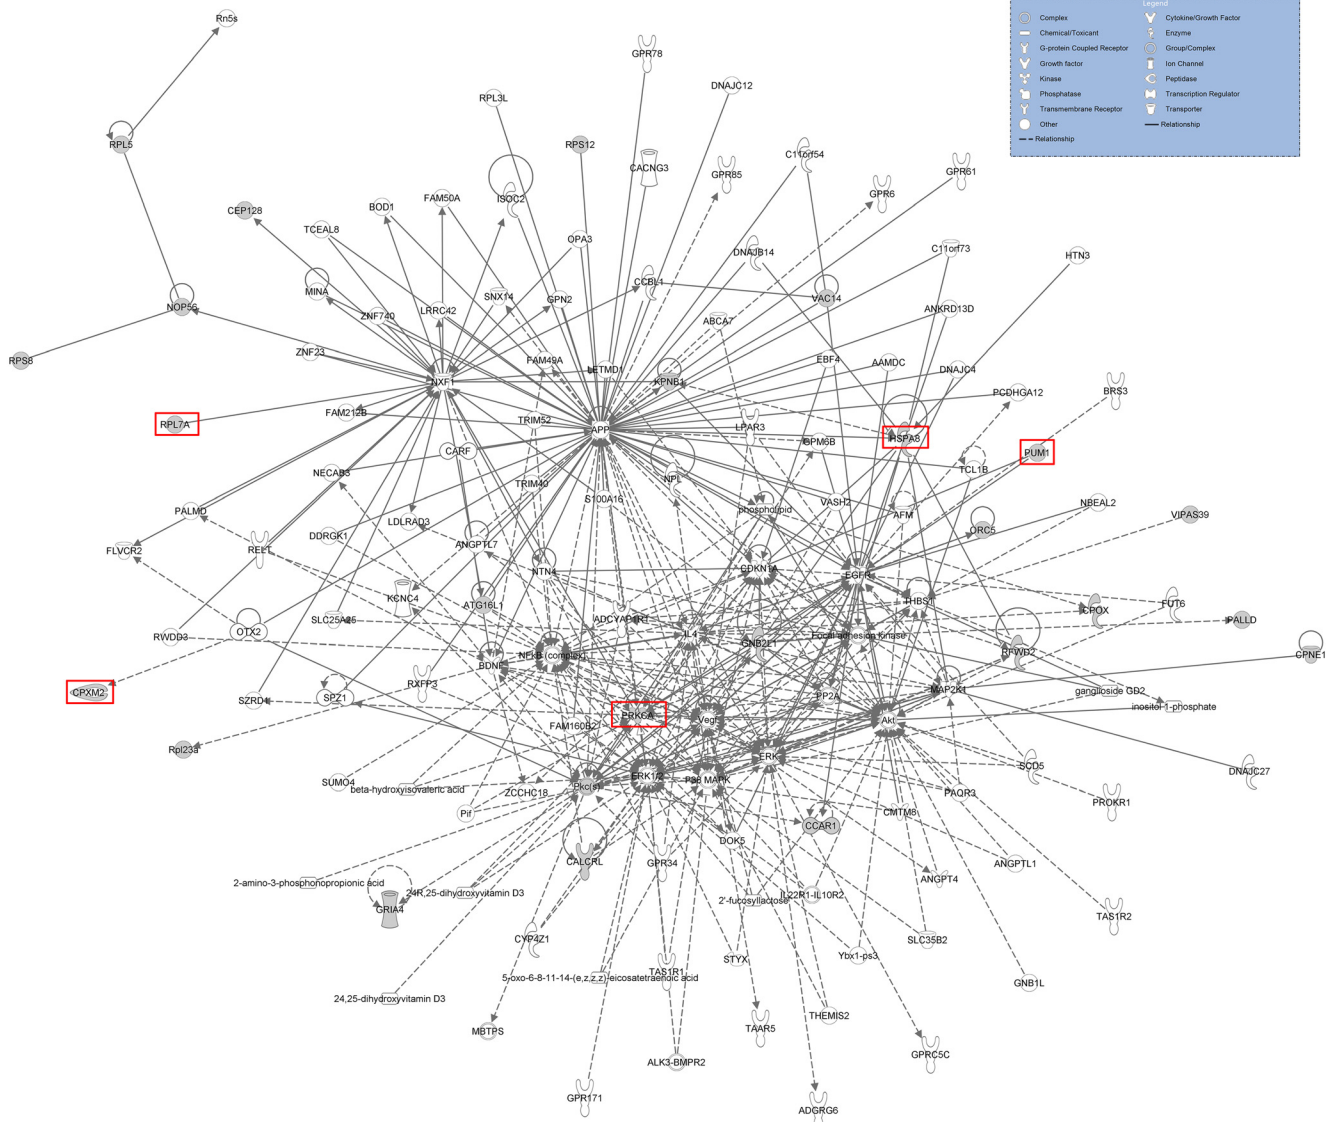 Legend
Complex
Cytokine/Growth Factor
Chemical/Toxicant
Enzyme
G-protein Coupled Receptor
Group/Complex
Growth factor
Ion Channel
Kinase
Peptidase
Phosphatase
Transcription Regulator
Transmembrane Receptor
Transporter
Other
Relationship
Relationship
Rn5s
GPR78
DNAJC12
RPL3L
RPL5
RPS12
CACNG3
C11orf54
GPR85
GPR61
GPR6
ISOC2
FAM50A
BOD1
CEP128
TCEAL8
OPA3
DNAJB14
C11orf73
HTN3
CCBL1
MINA
SNX14
GPN2
VAC14
NOP56
LRRC42
ZNF740
ABCA7
ANKRD13D
ZNF23
RPS8
FAM49A
LETMD1
EBF4
AAMDC
DNAJC4
NXF1
KPNB1
PCDHGA12
BRS3
FAM212B
RPL7A
TRIM52
APP
LPAR3
GPM6B
HSPA8
PUM1
CARF
NECAB3
TRIM40
NPL
TCL1B
S100A16
VASH2
phospholipid
AFM
NBEAL2
VIPAS39
PALMD
LDLRAD3
DDRGK1
ORC5
FLVCR2
RELT
ANGPTL7
NTN4
CDKN1A
EGFR
KCNC4
ATG16L1
THBS1
FUT6
CPOX
PALLD
SLC25A25
ADCYAP1R1
OTX2
RWDD3
IL4
GNB2L1
Focal adhesion kinase
NFkB (complex)
BDNF
RFWD2
CPNE1
RXFP3
CPXM2
SZRD1
SPZ1
PP2A
MAP2K1
ganglioside GD2
inositol-1-phosphate
PRKCA
Vegf
Akt
FAM160B2
Rpl23a
ERK
SCD5
DNAJC27
SUMO4
beta-hydroxyisovaleric acid
ZCCHC18
Pkc(s)
ERK1/2
P38 MAPK
PAQR3
PROKR1
Pif
CMTM8
CCAR1
DOK5
CALCRL
GPR34
ANGPTL1
ANGPT4
2-amino-3-phosphonopropionic acid
24R,25-dihydroxyvitamin D3
IL22R1-IL10R2
2'-fucosyllactose
GRIA4
TAS1R2
CYP4Z1
SLC35B2
STYX
Ybx1-ps3
TAS1R1
5-oxo-6-8-11-14-(e,z,z,z)-eicosatetraenoic acid
GNB1L
24,25-dihydroxyvitamin D3
THEMIS2
MBTPS
TAAR5
GPRC5C
ALK3-BMPR2
GPR171
ADGRG6